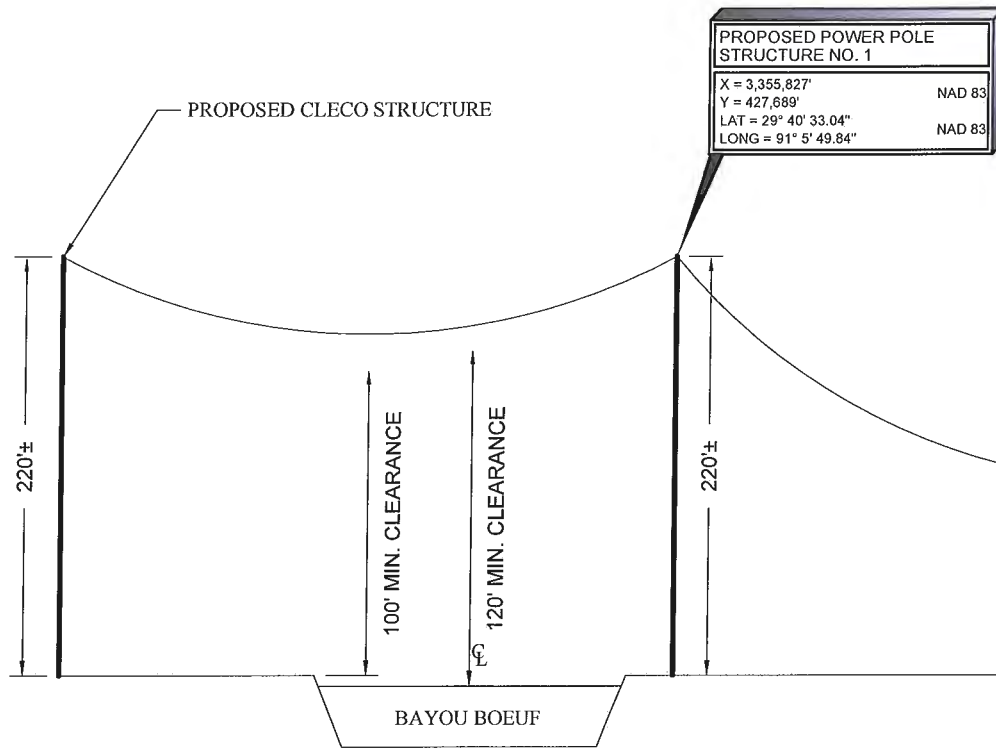 PROPOSED POWER POLE
STRUCTURE NO. 1
X = 3,355,827' NAD 83
Y = 427,689'
LAT = 29° 40' 33.04" NAD 83
LONG = 91° 5' 49.84"
PROPOSED CLECO STRUCTURE
220'±
100' MIN. CLEARANCE
120' MIN. CLEARANCE
220'±
℄
BAYOU BOEUF